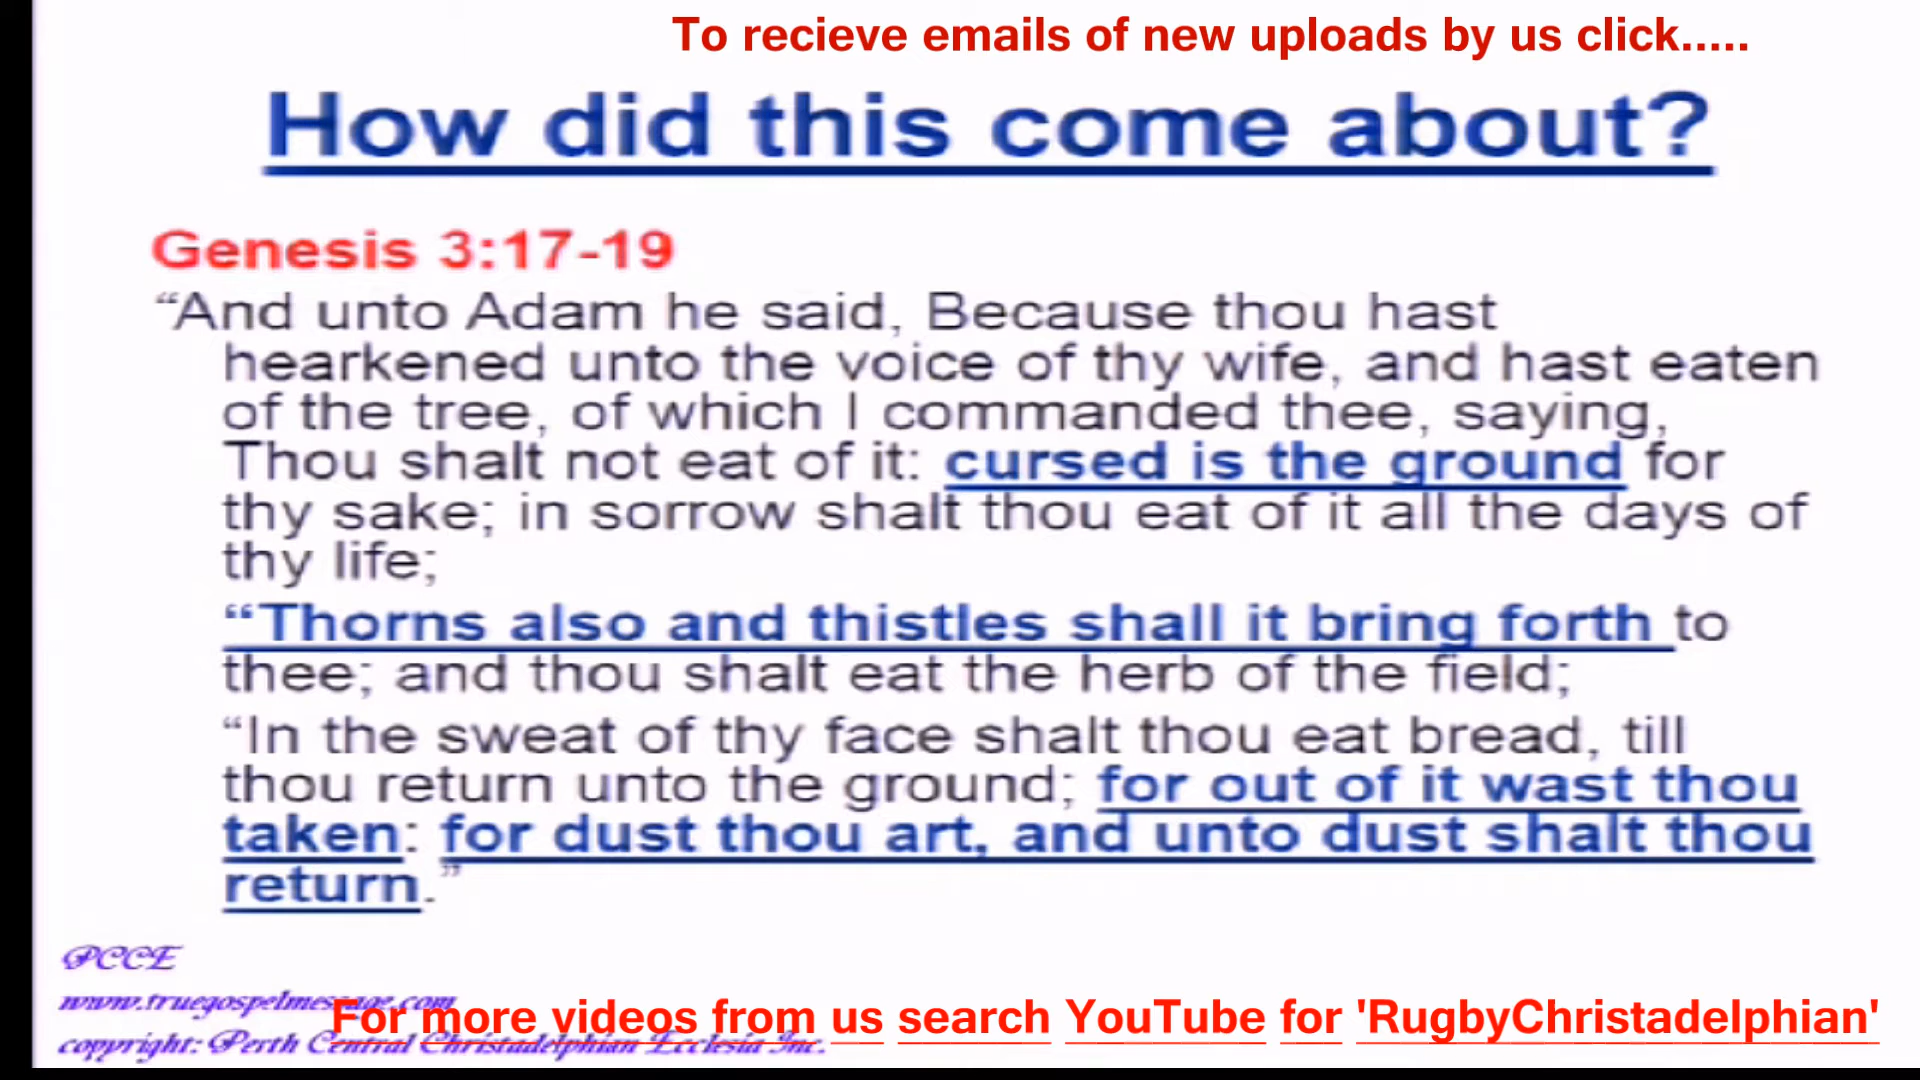 To recieve emails of new uploads by us click.....
How did this come about?
Genesis 3:17-19
“And unto Adam he said, Because thou hast
hearkened unto the voice of thy wife, and hast eaten
of the tree, of which I commanded thee, saying,
Thou shalt not eat of it: cursed is the ground for
thy sake; in sorrow shalt thou eat of it all the days of
thy life;
“Thorns also and thistles shall it bring forth to
thee; and thou shalt eat the herb of the field;
“In the sweat of thy face shalt thou eat bread, till
thou return unto the ground; for out of it wast thou
taken: for dust thou art, and unto dust shalt thou
return.”
PCCE
www.truegospelmessage.com
For more videos from us search YouTube for 'RugbyChristadelphian'
copyright: Perth Central Christadelphian Ecclesia Inc.